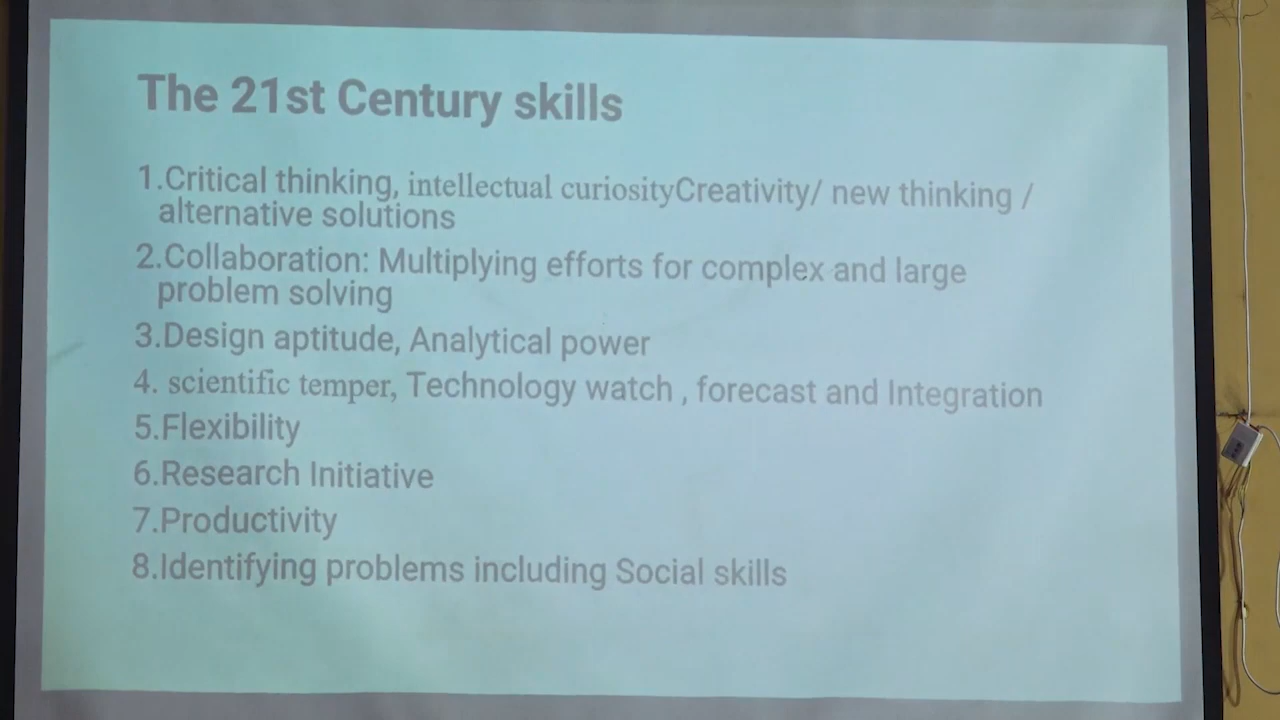 The 21st Century skills
1.Critical thinking, intellectual curiosityCreativity/ new thinking /
alternative solutions
2.Collaboration: Multiplying efforts for complex and large
problem solving
3.Design aptitude, Analytical power
4. scientific temper, Technology watch , forecast and Integration
5.Flexibility
6.Research Initiative
7.Productivity
8.Identifying problems including Social skills